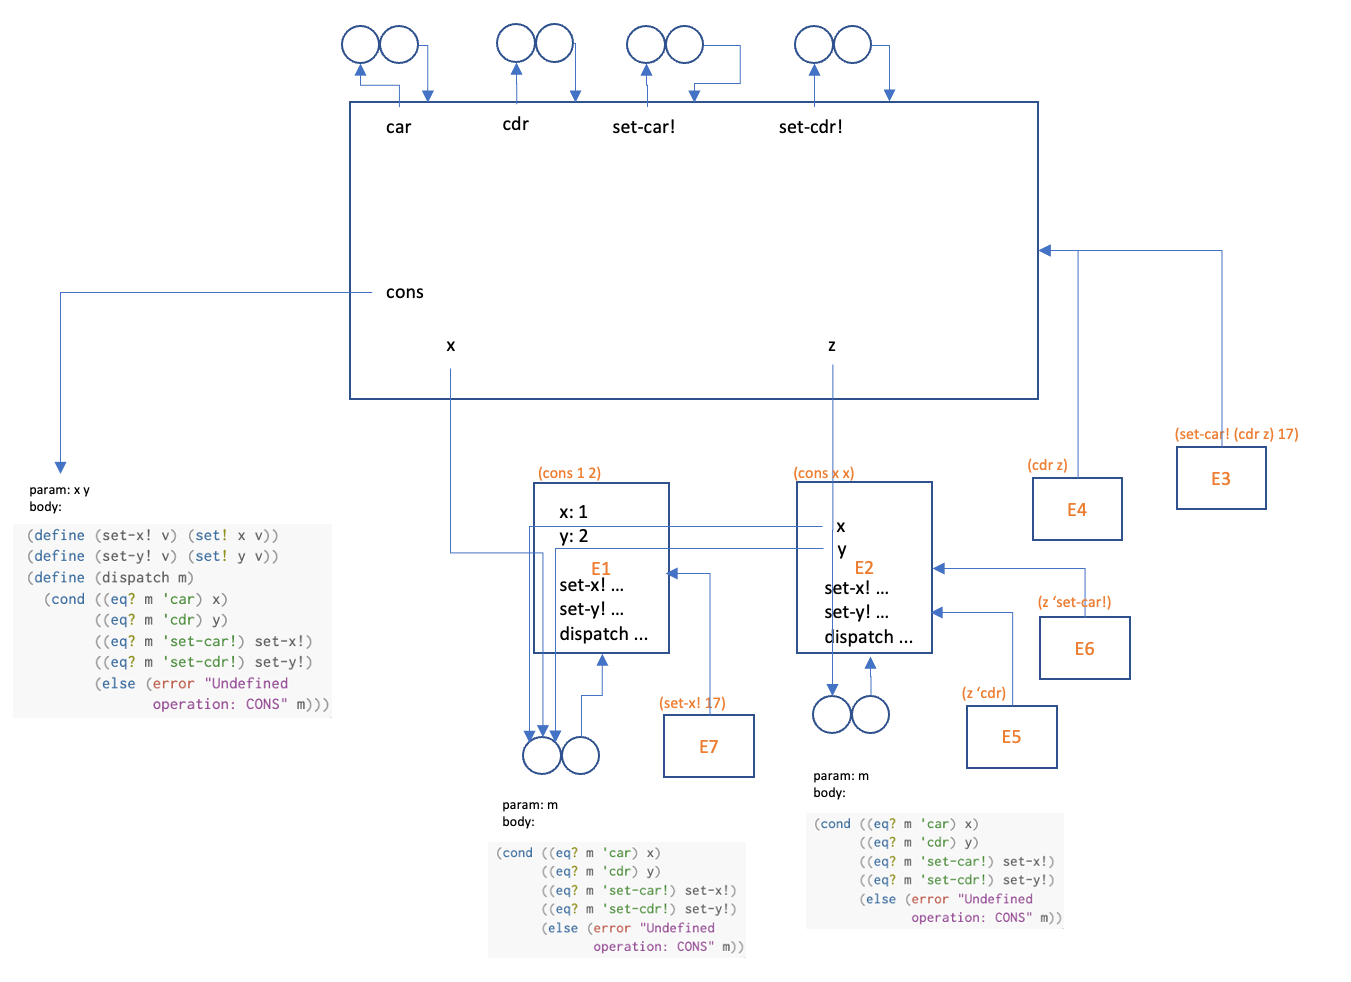 car
cdr
set-car!
set-cdr!
cons
x
z
(set-car! (cdr z) 17)
E3
(cdr z)
E4
param: x y
body:
(define (set-x! v) (set! x v))
(define (set-y! v) (set! y v))
(define (dispatch m)
(cond ((eq? m 'car) x)
((eq? m 'cdr) y)
((eq? m 'set-car!) set-x!)
((eq? m 'set-cdr!) set-y!)
(else (error "Undefined
operation: CONS" m)))
(cons 1 2)
x: 1
y: 2
E1
set-x! ...
set-y! ...
dispatch ...
(cons x x)
x
y
E2
set-x! ...
set-y! ...
dispatch ...
(z ‘set-car!)
E6
(z ‘cdr)
E5
(set-x! 17)
E7
param: m
body:
(cond ((eq? m 'car) x)
((eq? m 'cdr) y)
((eq? m 'set-car!) set-x!)
((eq? m 'set-cdr!) set-y!)
(else (error "Undefined
operation: CONS" m))
param: m
body:
(cond ((eq? m 'car) x)
((eq? m 'cdr) y)
((eq? m 'set-car!) set-x!)
((eq? m 'set-cdr!) set-y!)
(else (error "Undefined
operation: CONS" m))